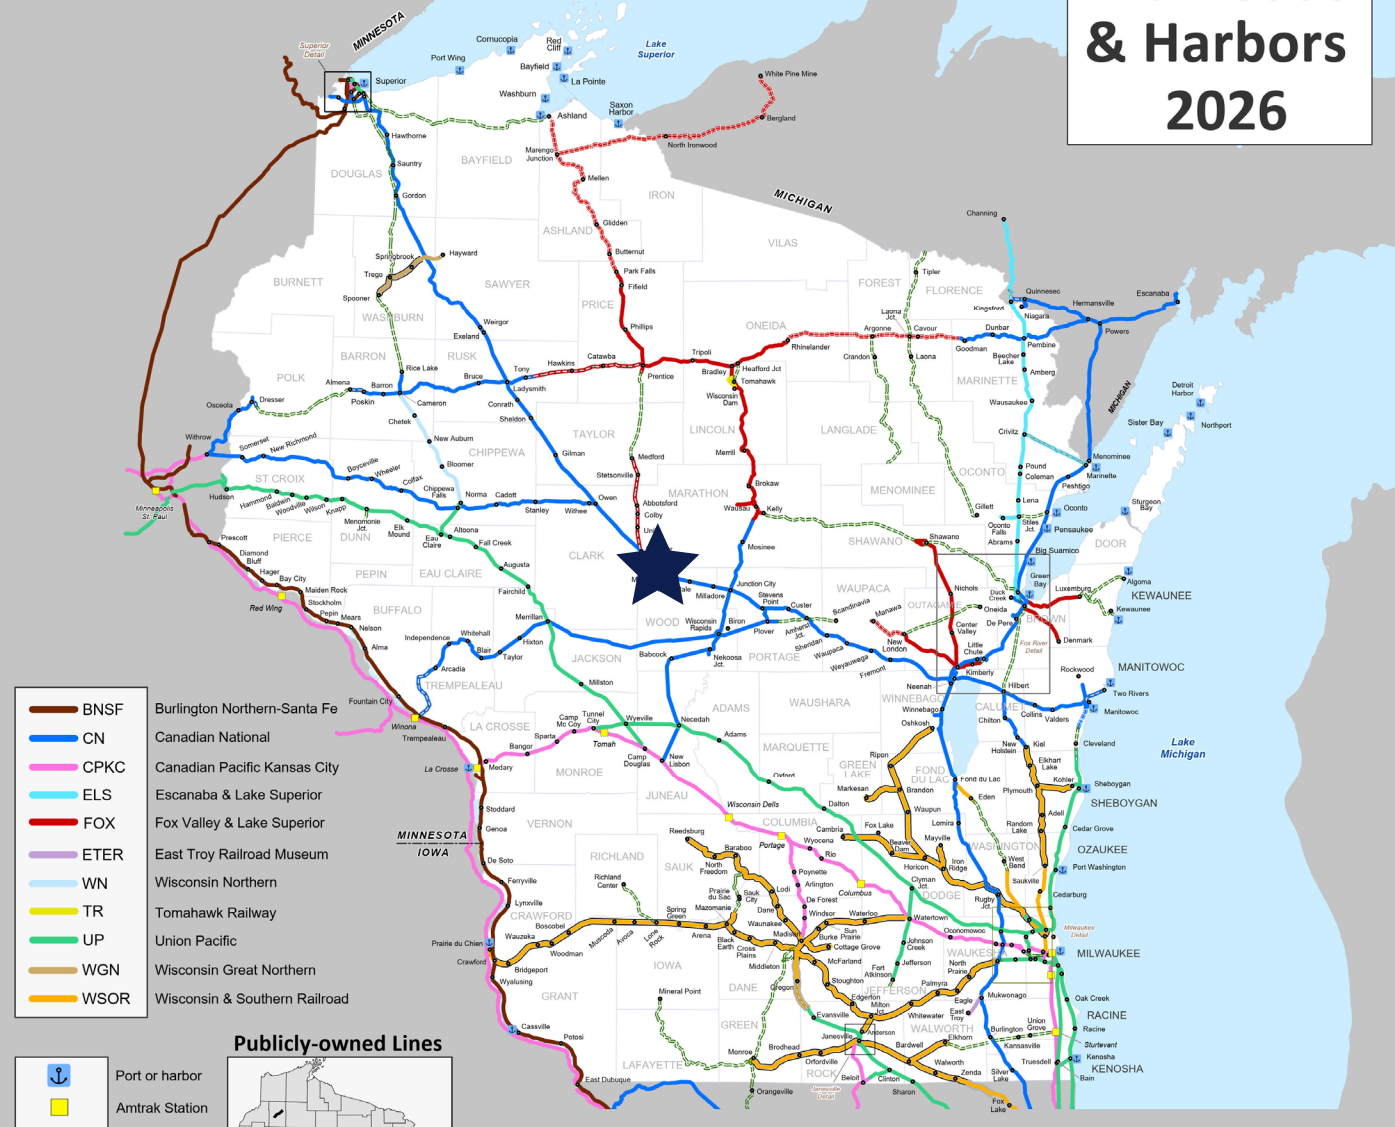 & Harbors
2026
MINNESOTA
Superior
Detail
Superior
Cornucopia
Red
Cliff
Port Wing
Bayfield
La Pointe
Washburn
Ashland
Saxon
Harbor
Lake
Superior
White Pine Mine
Bergland
North Ironwood
Marengo
Junction
Hawthorne
BAYFIELD
DOUGLAS
Sauntry
Mellen
Gordon
IRON
MICHIGAN
Glidden
ASHLAND
Channing
VILAS
Butternut
Springbrook
Hayward
Trego
Park Falls
Fifield
Tipler
BURNETT
SAWYER
FOREST
FLORENCE
Spooner
PRICE
Quinnesec
Kingsford
Niagara
Hermansville
Escanaba
WASHBURN
Weirgor
Exeland
Phillips
ONEIDA
Laona
Jct.
Argonne
Cavour
Dunbar
Powers
Goodman
Pembine
BARRON
RUSK
Hawkins
Catawba
Tripoli
Rhinelander
Crandon
Laona
Beecher
Lake
Amberg
POLK
Rice Lake
Almena
Barron
Bruce
Tony
Ladysmith
Prentice
Bradley
Heafford Jct
Tomahawk
Wisconsin
Dam
MARINETTE
MICHIGAN
Detroit
Harbor
Osceola
Dresser
Poskin
Cameron
Conrath
Sheldon
Wausaukee
Northport
Sister Bay
Chetek
TAYLOR
LINCOLN
LANGLADE
Crivitz
Withrow
Somerset
New Richmond
New Auburn
CHIPPEWA
Gilman
Medford
Merrill
Menominee
Marinette
Bloomer
Stetsonville
OCONTO
Pound
Coleman
Peshtigo
ST CROIX
Boyceville
Wheeler
Colfax
Chippewa
Falls
Norma
Cadott
Owen
Abbotsford
Colby
MARATHON
Brokaw
MENOMINEE
Lena
Hudson
Minneapolis
St. Paul
Hammond
Baldwin
Woodville
Wilson
Knapp
Menomonie
Jct.
Elk
Mound
Eau
Claire
Altoona
Stanley
Withee
Wausau
Kelly
Gillett
Oconto
Falls
Stiles
Jct.
Oconto
Pensaukee
Sturgeon
Bay
Prescott
PIERCE
DUNN
Fall Creek
Mosinee
SHAWANO
Shawano
Abrams
Big Suamico
DOOR
Diamond
Bluff
Hager
Bay City
PEPIN
EAU CLAIRE
Augusta
CLARK
Green
Bay
Maiden Rock
Red Wing
Stockholm
Pepin
Mears
Nelson
Alma
BUFFALO
Fairchild
Milladore
Junction City
Stevens
Point
Custer
WAUPACA
Nichols
OUTAGAMIE
Duck
Creek
Oneida
Luxemburg
Algoma
KEWAUNEE
Kewaunee
Merrillan
Hixton
WOOD
Wisconsin
Rapids
Biron
Plover
Amherst
Jct.
Scandinavia
Manawa
Sheridan
Waupaca
Weyauwega
New
London
Center
Valley
De Pere
BROWN
Fox River
Detail
Denmark
Independence
Whitehall
Blair
Taylor
Arcadia
JACKSON
Babcock
Nekoosa
Jct.
PORTAGE
Fremont
Little
Chute
Kimberly
Rockwood
MANITOWOC
TREMPEALEAU
Millston
Neenah
Hilbert
Two Rivers
Manitowoc
Fountain City
Winona
Trempealeau
LA CROSSE
ADAMS
WAUSHARA
WINNEBAGO
Winnebago
CALUMET
Chilton
Collins
Valders
Camp
Mc Coy
Tunnel
City
Wyeville
Necedah
Oshkosh
Cleveland
Lake
Michigan
Sparta
Bangor
Tomah
Adams
MARQUETTE
Ripon
New
Holstein
Kiel
Elkhart
Lake
La Crosse
Medary
MONROE
Camp
Douglas
New
Lisbon
Oxford
GREEN
LAKE
FOND
DU LAC
Fond du Lac
Plymouth
Kohler
Sheboygan
SHEBOYGAN
Stoddard
JUNEAU
Wisconsin Dells
Dalton
Markesan
Brandon
Eden
Waupun
Adell
Genoa
VERNON
COLUMBIA
Cambria
Fox Lake
Lomira
Random
Lake
Cedar Grove
MINNESOTA
IOWA
Reedsburg
Portage
Wyocena
Rio
Beaver
Dam
Mayville
WASHINGTON
OZAUKEE
De Soto
RICHLAND
SAUK
Baraboo
North
Freedom
Poynette
Horicon
Iron
Ridge
West
Bend
Port Washington
Ferryville
Richland
Center
Prairie
du Sac
Sauk
City
Lodi
Arlington
Columbus
Clyman
Jct.
DODGE
Saukville
Cedarburg
Lynxville
CRAWFORD
Mazomanie
Dane
De Forest
Rugby
Jct.
Boscobel
Spring
Green
Waunakee
Windsor
Waterloo
Watertown
Milwaukee
Detail
Prairie du Chien
Wauzeka
Muscoda
Avoca
Lone
Rock
Arena
Black
Earth
Cross
Plains
Madison
Sun
Burke Prairie
Cottage Grove
Oconomowoc
Johnson
Creek
MILWAUKEE
Crawford
Woodman
Bridgeport
IOWA
Middleton
McFarland
Jefferson
WAUKESHA
North
Prairie
Wyalusing
GRANT
Mineral Point
DANE
Oregon
Stoughton
Fort
Atkinson
JEFFERSON
Palmyra
Eagle
Mukwonago
Oak Creek
Edgerton
Milton
Jct.
Whitewater
East
Troy
RACINE
Cassville
GREEN
Evansville
WALWORTH
Burlington
Union
Grove
Racine
Potosi
Janesville
Anderson
Bardwell
Elkhorn
Kansasville
Sturtevant
LAFAYETTE
Monroe
Brodhead
Orfordville
ROCK
Walworth
Zenda
Silver
Lake
Truesdell
Kenosha
KENOSHA
Bain
East Dubuque
Orangeville
Beloit
Janesville
Detail
Clinton
Sharon
Fox
Lake
BNSF Burlington Northern-Santa Fe
CN Canadian National
CPKC Canadian Pacific Kansas City
ELS Escanaba & Lake Superior
FOX Fox Valley & Lake Superior
ETER East Troy Railroad Museum
WN Wisconsin Northern
TR Tomahawk Railway
UP Union Pacific
WGN Wisconsin Great Northern
WSOR Wisconsin & Southern Railroad
Port or harbor
Amtrak Station
Publicly-owned Lines